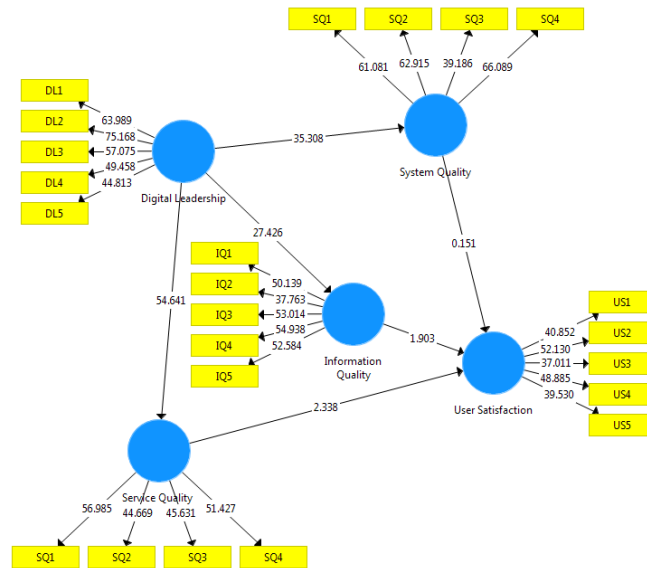 SQ1 SQ2 SQ3 SQ4
61.081 62.915 39.186 66.089
System Quality
DL1
DL2
DL3
DL4
DL5
63.989
75.168
57.075
49.458
44.813
Digital Leadership
35.308
27.426
54.641
0.151
IQ1
IQ2
IQ3
IQ4
IQ5
50.139
37.763
53.014
54.938
52.584
Information
Quality
1.903
2.338
US1
US2
US3
US4
US5
40.852
52.130
37.011
48.885
39.530
User Satisfaction
Service Quality
56.985 44.669 45.631 51.427
SQ1 SQ2 SQ3 SQ4